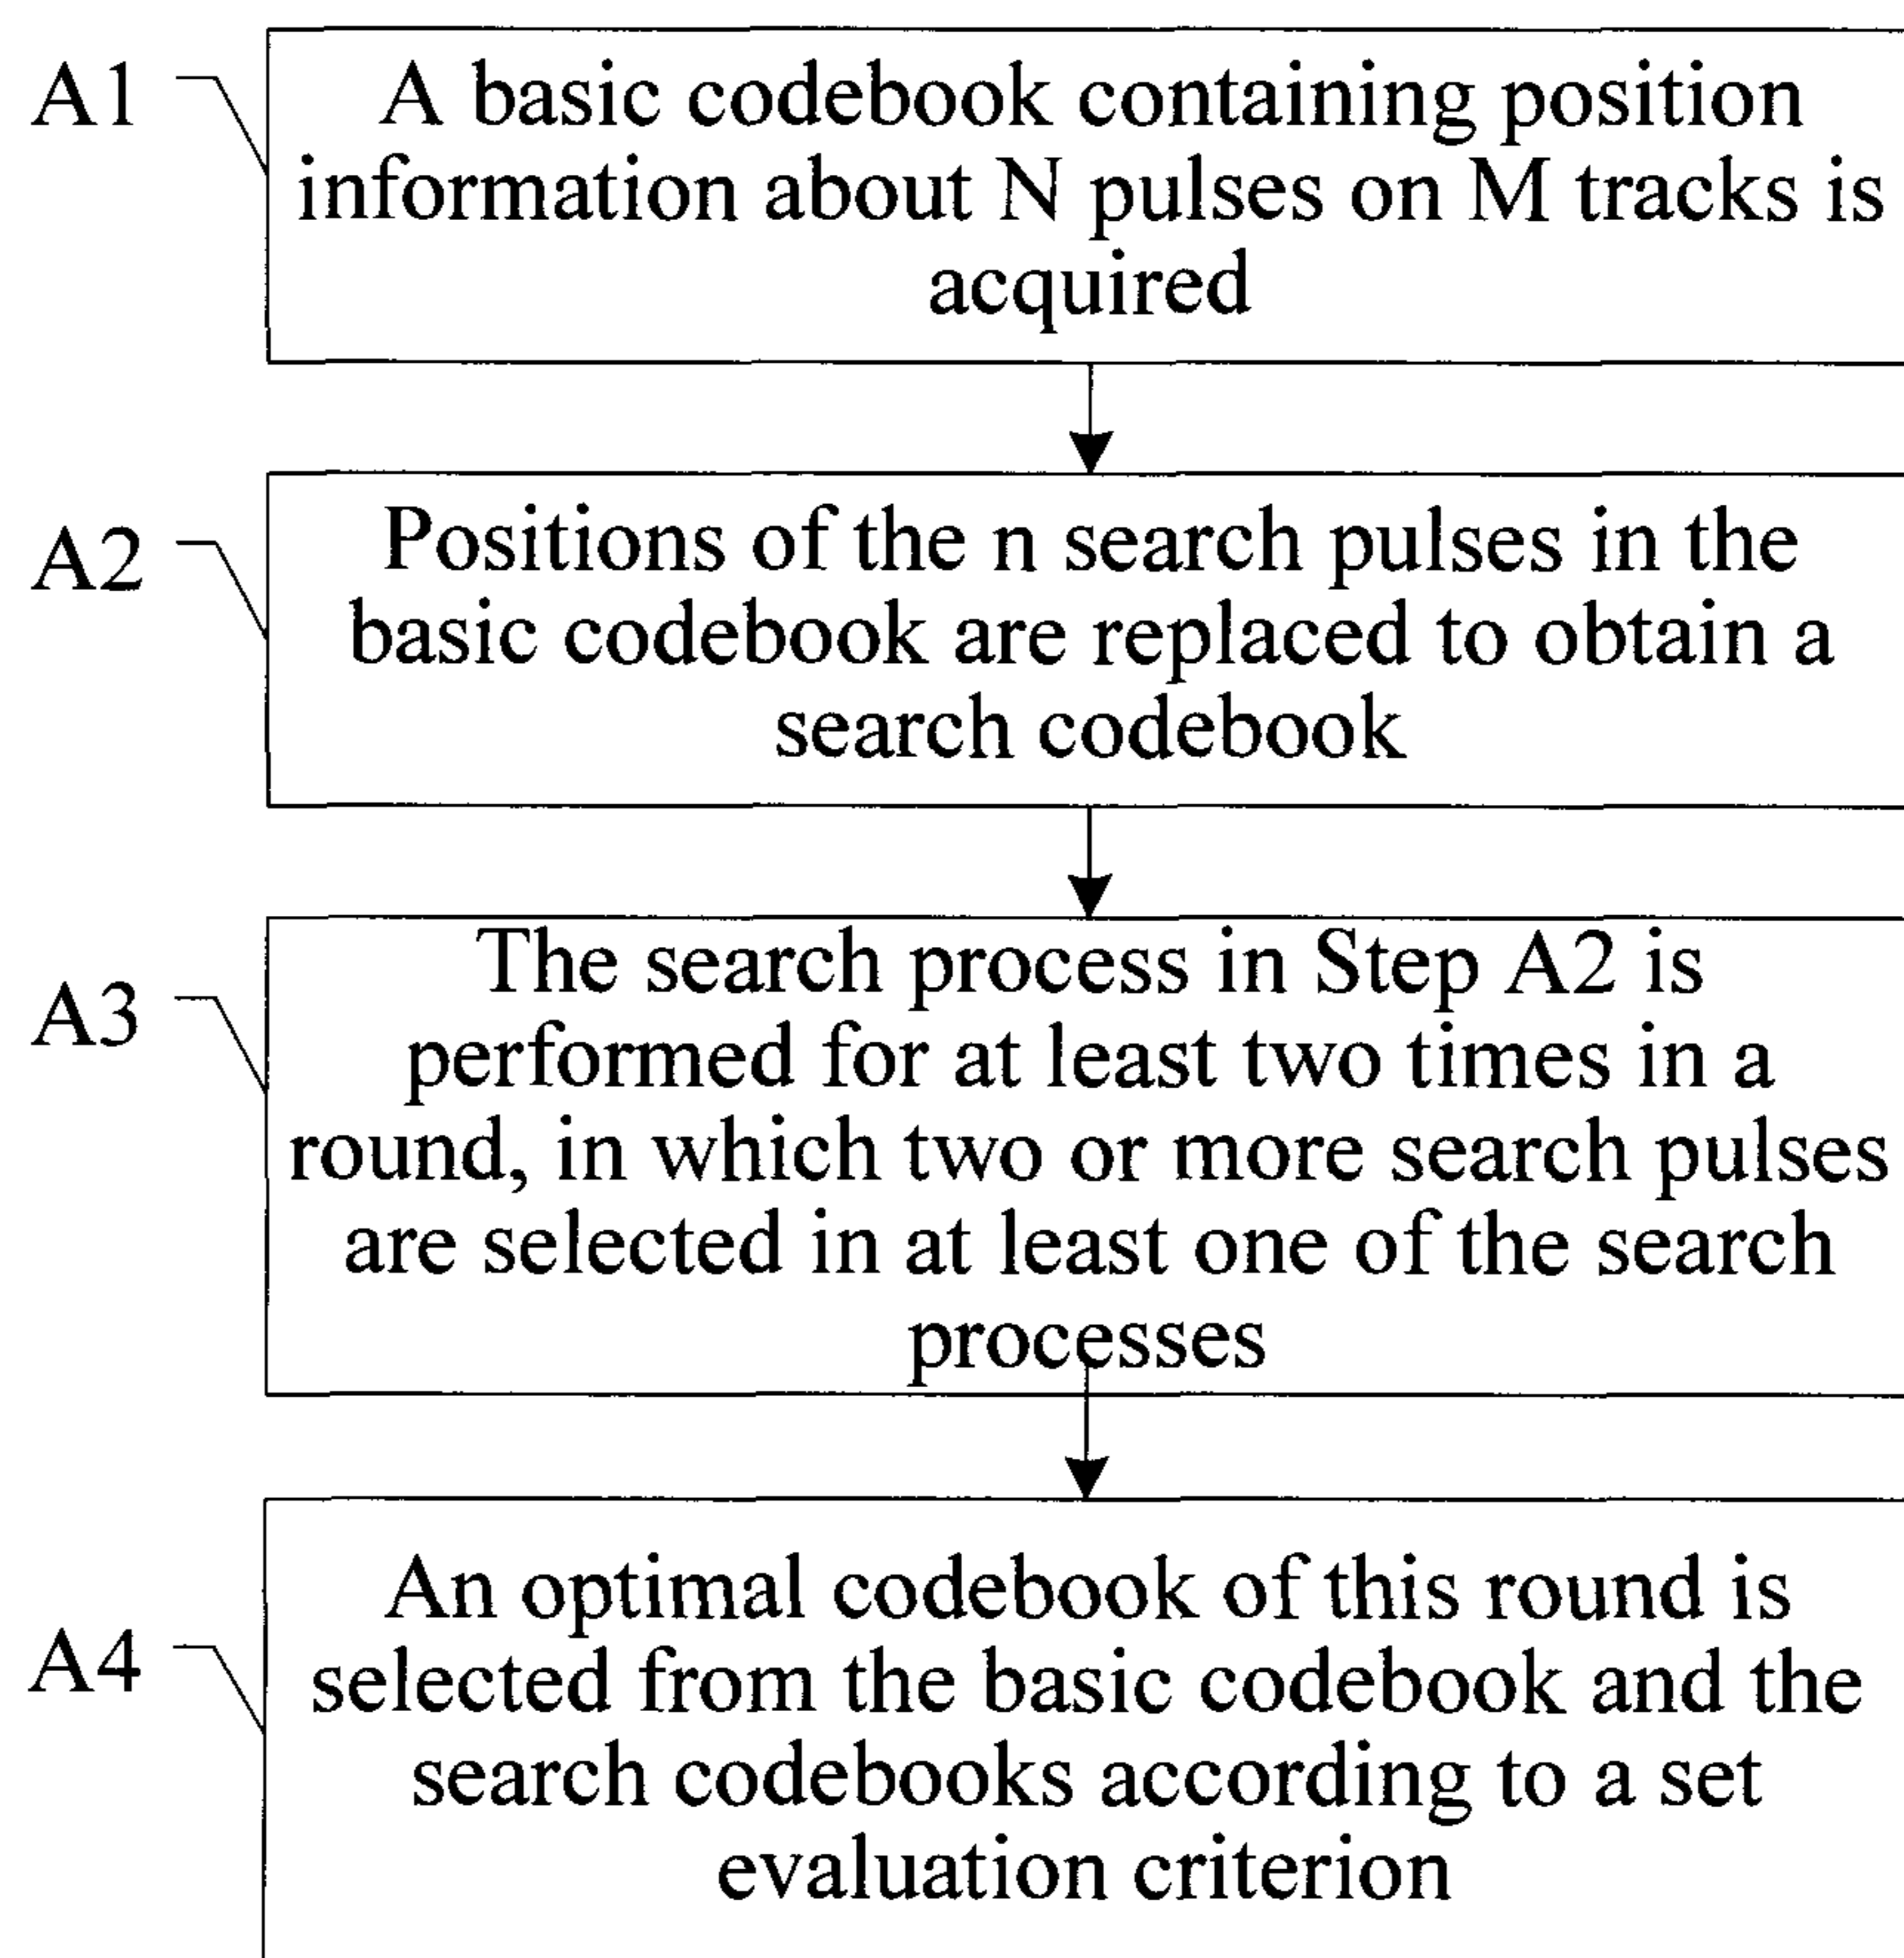 A1
A basic codebook containing position
information about N pulses on M tracks is
acquired
A2
Positions of the n search pulses in the
basic codebook are replaced to obtain a
search codebook
A3
The search process in Step A2 is
performed for at least two times in a
round, in which two or more search pulses
are selected in at least one of the search
processes
A4
An optimal codebook of this round is
selected from the basic codebook and the
search codebooks according to a set
evaluation criterion